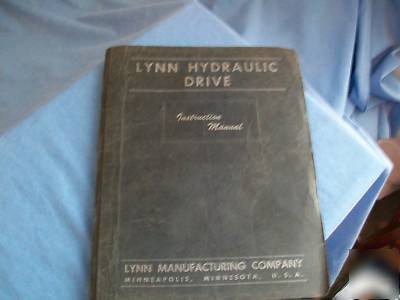 LYNN HYDRAULIC
DRIVE
Instruction
Manual
LYNN MANUFACTURING COMPANY
MINNEAPOLIS, MINNESOTA, U.S.A.